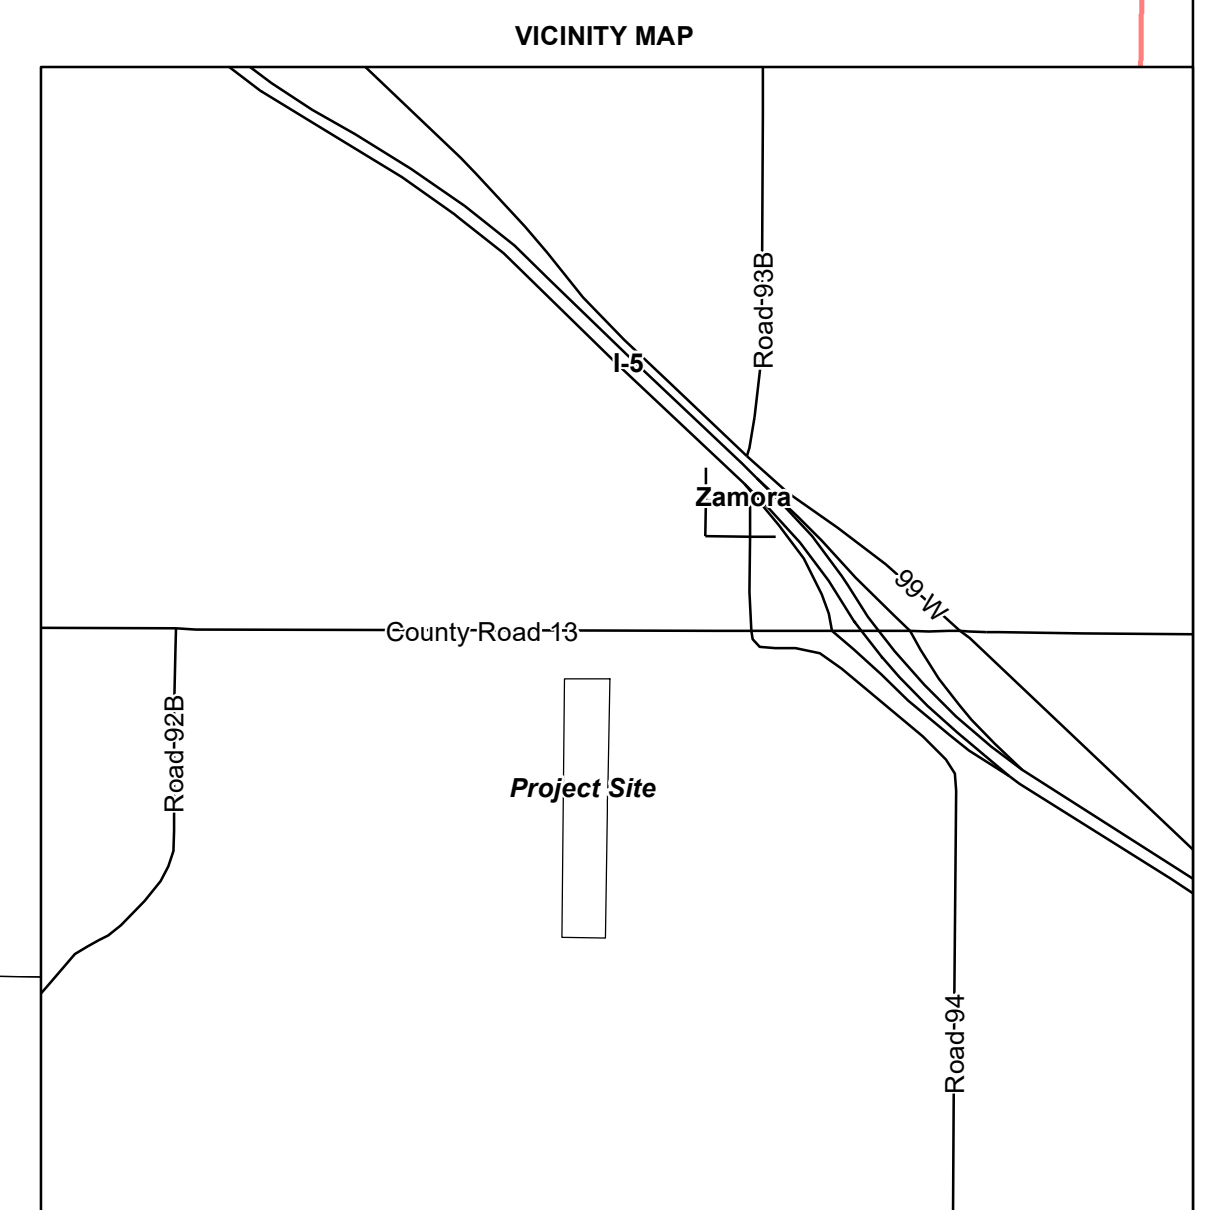 VICINITY MAP
Road-93B
I-5
Zamora
99-W
County-Road-13
Road-92B
Project Site
Road-94